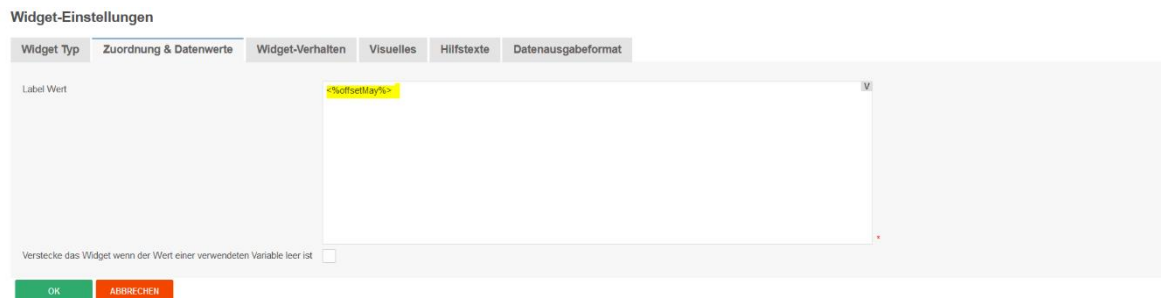 Widget-Einstellungen
Widget Typ Zuordnung & Datenwerte Widget-Verhalten Visuelles Hilfstexte Datenausgabeformat
Label Wert <%offsetMay%> V
*
Verstecke das Widget wenn der Wert einer verwendeten Variable leer ist
OK ABBRECHEN